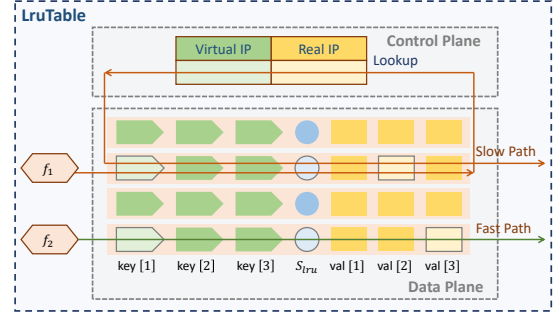 LruTable
Control Plane
Virtual IP Real IP
Lookup
f₁
Slow Path
f₂
Fast Path
key [1] key [2] key [3] Sₗᵣᵤ val [1] val [2] val [3]
Data Plane